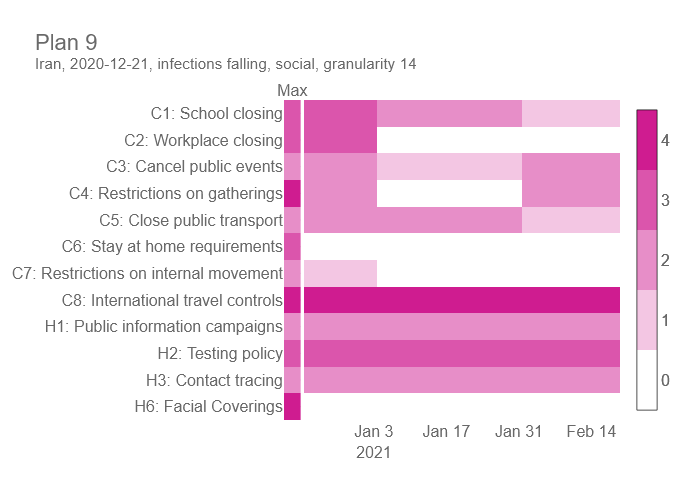 Plan 9
Iran, 2020-12-21, infections falling, social, granularity 14
Max
C1: School closing
C2: Workplace closing
C3: Cancel public events
C4: Restrictions on gatherings
C5: Close public transport
C6: Stay at home requirements
C7: Restrictions on internal movement
C8: International travel controls
H1: Public information campaigns
H2: Testing policy
H3: Contact tracing
H6: Facial Coverings
Jan 3 Jan 17 Jan 31 Feb 14
2021
4
3
2
1
0